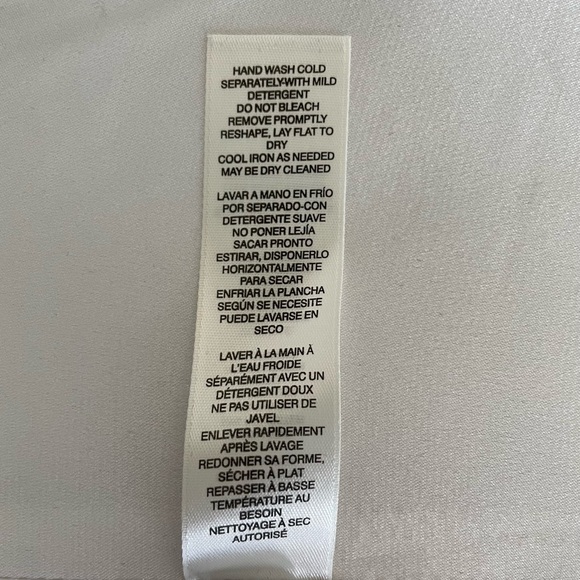 HAND WASH COLD
SEPARATELY-WITH MILD
DETERGENT
DO NOT BLEACH
REMOVE PROMPTLY
RESHAPE, LAY FLAT TO
DRY
COOL IRON AS NEEDED
MAY BE DRY CLEANED
LAVAR A MANO EN FRÍO
POR SEPARADO-CON
DETERGENTE SUAVE
NO PONER LEJÍA
SACAR PRONTO
ESTIRAR, DISPONERLO
HORIZONTALMENTE
PARA SECAR
ENFRIAR LA PLANCHA
SEGÚN SE NECESITE
PUEDE LAVARSE EN
SECO
LAVER À LA MAIN À
L'EAU FROIDE
SÉPARÉMENT AVEC UN
DÉTERGENT DOUX
NE PAS UTILISER DE
JAVEL
ENLEVER RAPIDEMENT
APRÈS LAVAGE
REDONNER SA FORME,
SÉCHER À PLAT
REPASSER À BASSE
TEMPÉRATURE AU
BESOIN
NETTOYAGE À SEC
AUTORISÉ